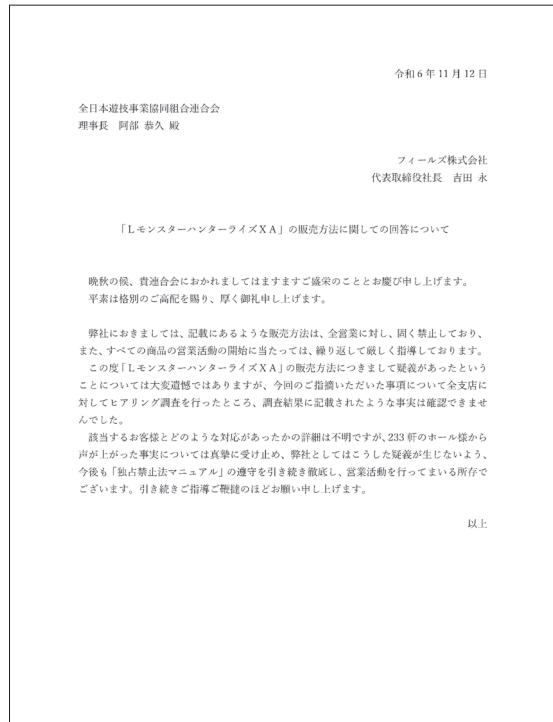 令和6年11月12日
全日本遊技事業協同組合連合会
理事長　阿部 恭久 殿
フィールズ株式会社
代表取締役社長　吉田 永
「LモンスターハンターライズXA」の販売方法に関しての回答について
晩秋の候、貴連合会におかれましてはますますご盛栄のこととお慶び申し上げます。
平素は格別のご高配を賜り、厚く御礼申し上げます。
弊社におきましては、記載にあるような販売方法は、全営業に対し、固く禁止しており、
また、すべての商品の営業活動の開始に当たっては、繰り返して厳しく指導しております。
この度「LモンスターハンターライズXA」の販売方法につきまして疑義があったという
ことについては大変遺憾ではありますが、今回のご指摘いただいた事項について全支店に
対してヒアリング調査を行ったところ、調査結果に記載されたような事実は確認できませ
んでした。
該当するお客様とどのような対応があったかの詳細は不明ですが、233軒のホール様から
声が上がった事実については真摯に受け止め、弊社としてはこうした疑義が生じないよう、
今後も「独占禁止法マニュアル」の遵守を引き続き徹底し、営業活動を行ってまいる所存で
ございます。引き続きご指導ご鞭撻のほどお願い申し上げます。
以上